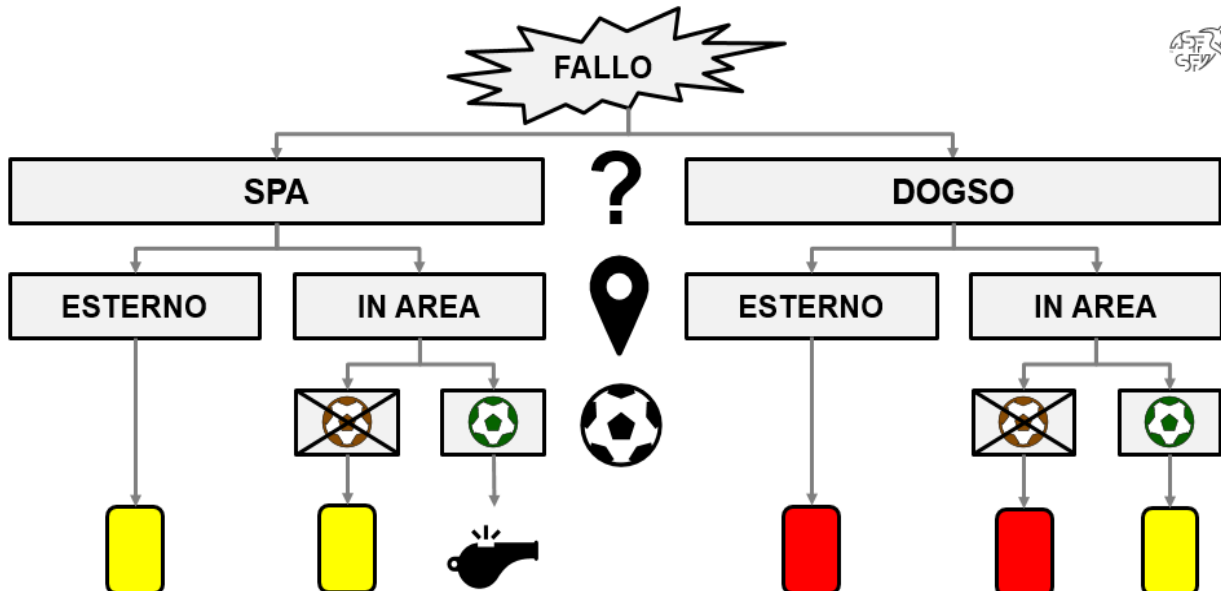 FALLO
SPA
?
DOGSO
ESTERNO
IN AREA
ESTERNO
IN AREA